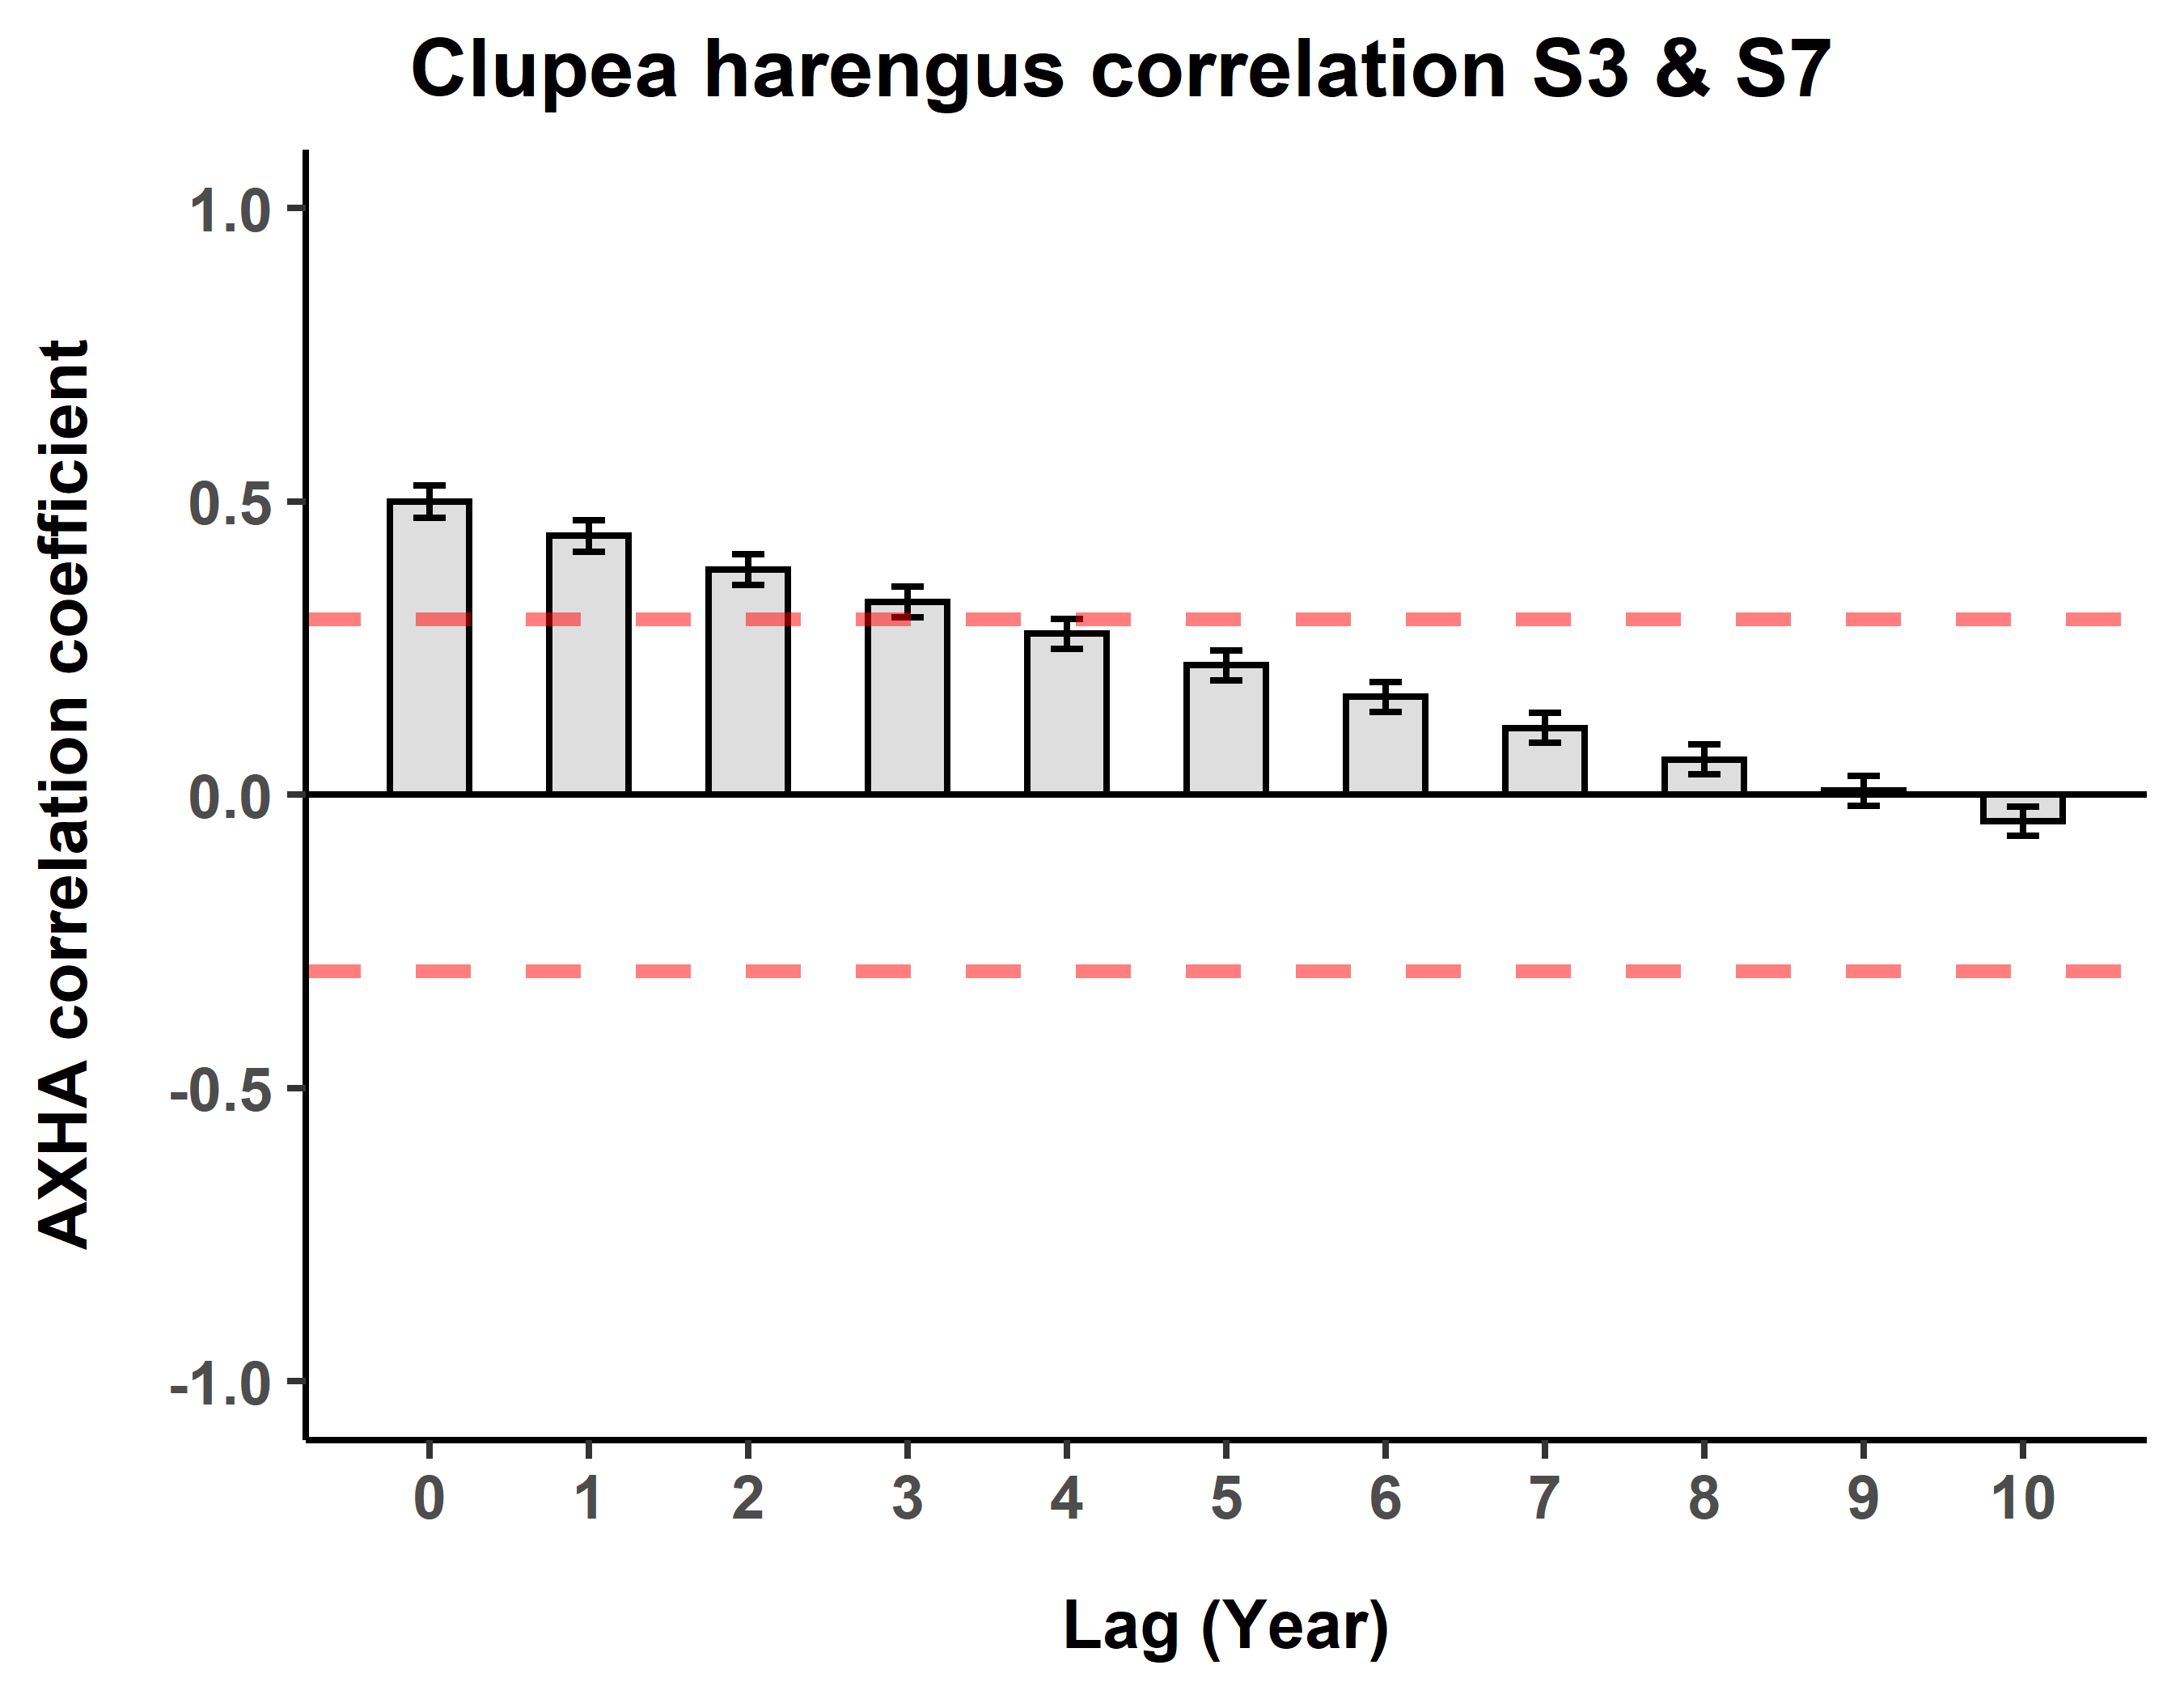 Clupea harengus correlation S3 & S7
AXHA correlation coefficient
1.0
0.5
0.0
-0.5
-1.0
0 1 2 3 4 5 6 7 8 9 10
Lag (Year)